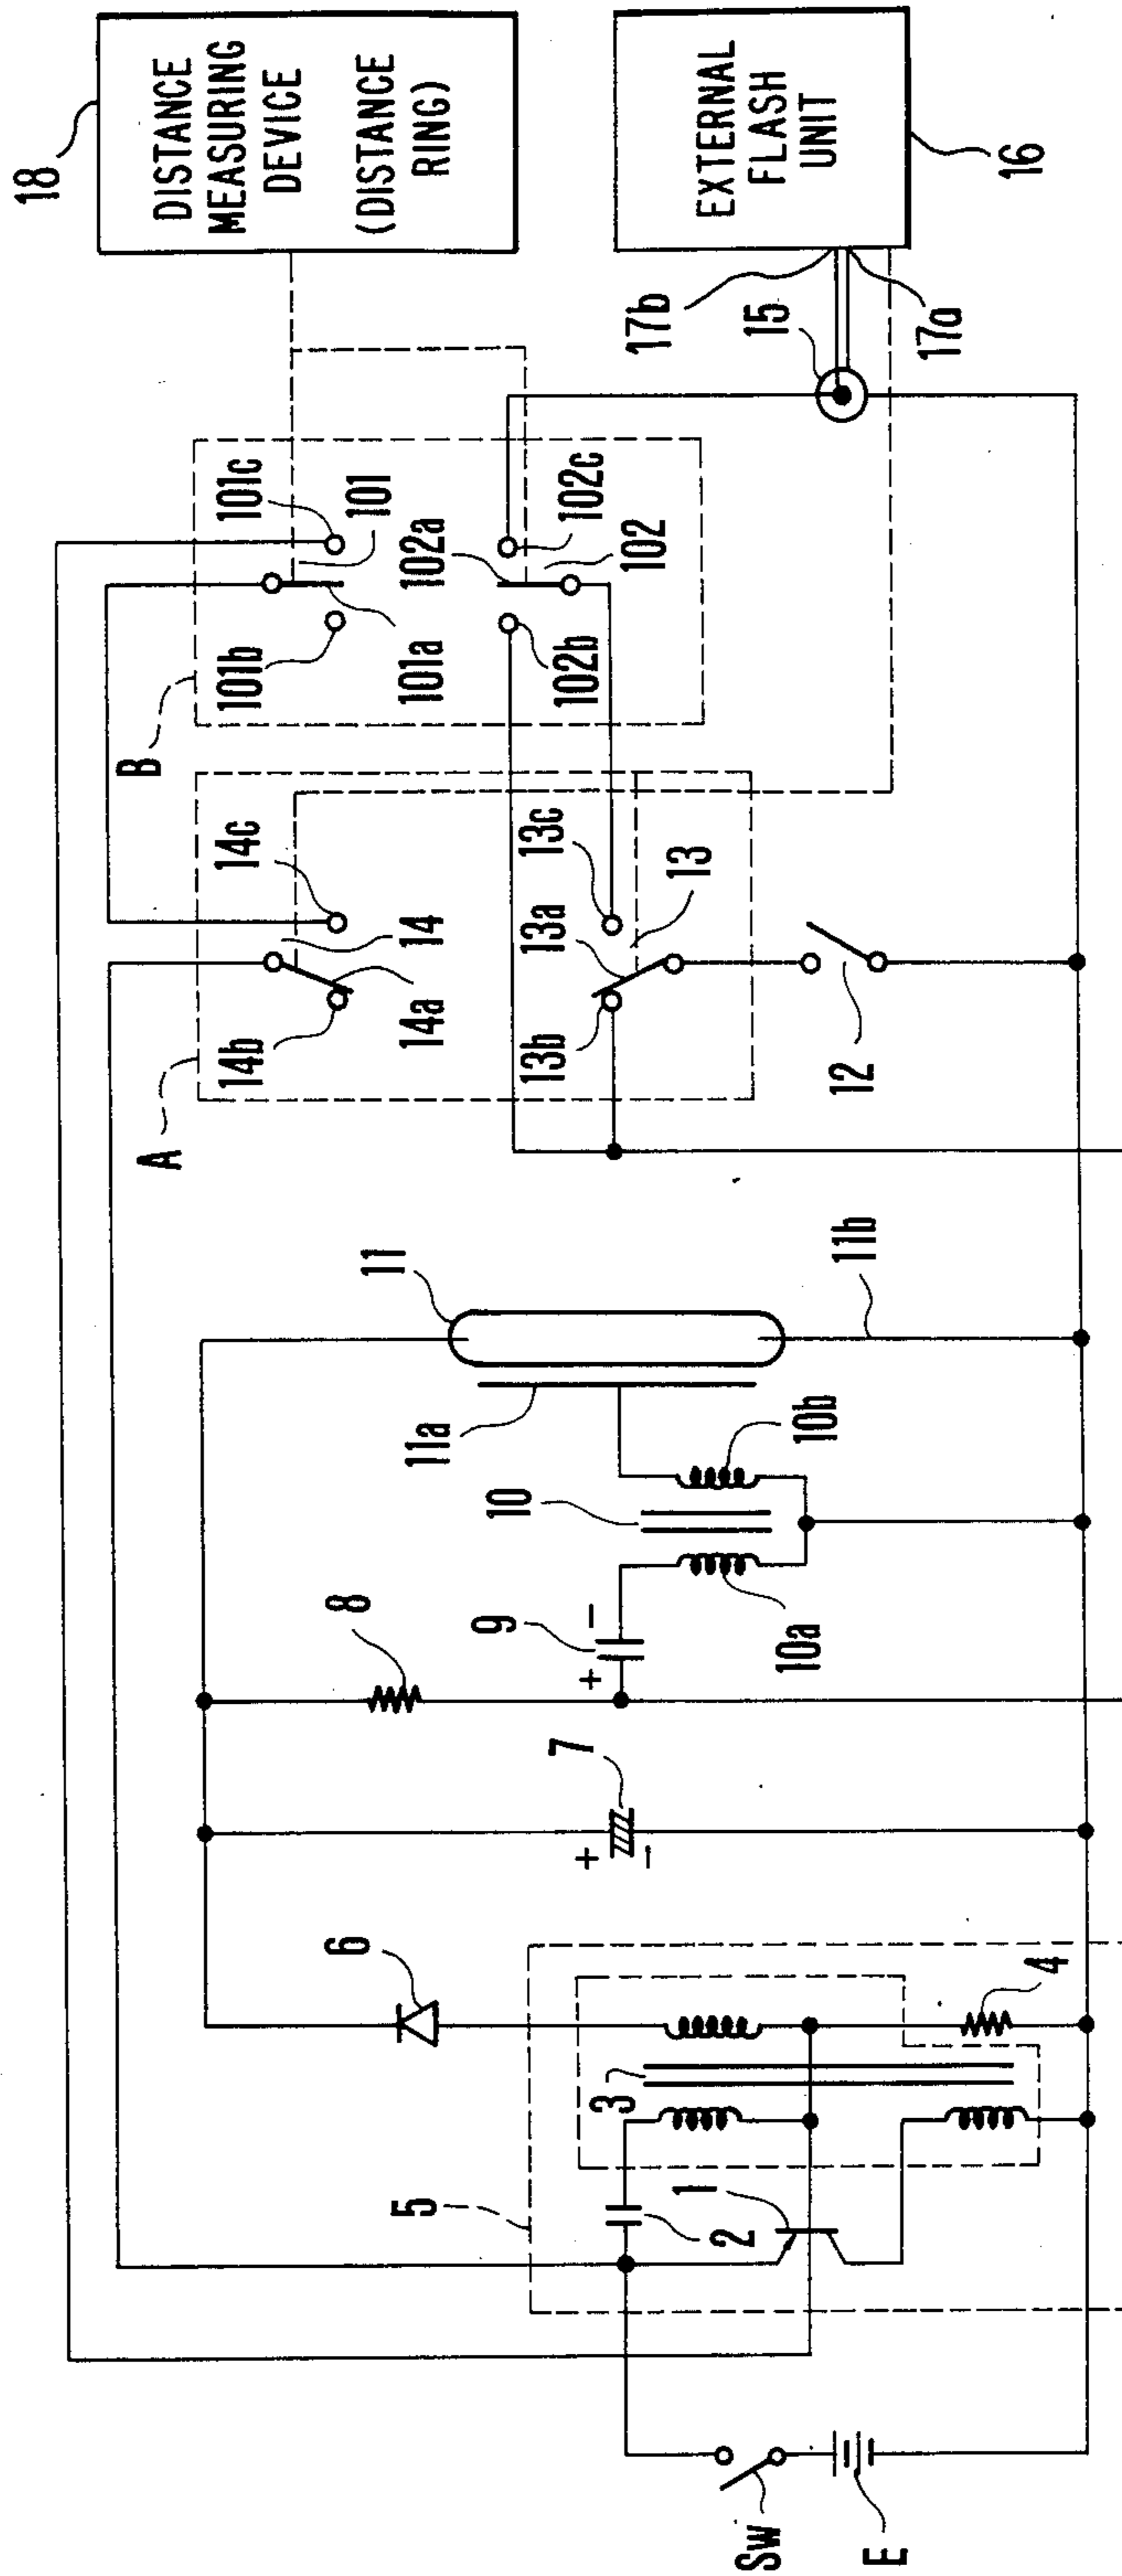 18
DISTANCE
MEASURING
DEVICE
(DISTANCE
RING)
EXTERNAL
FLASH
UNIT
16
17b
17a
15
B
101c
101
101b
101a
102a
102c
102
102b
A
14c
14
14b
14a
13c
13
13a
13b
12
11
11a
11b
10
10b
10a
9
+
−
8
7
+
−
6
5
4
3
2
1
Sw
E